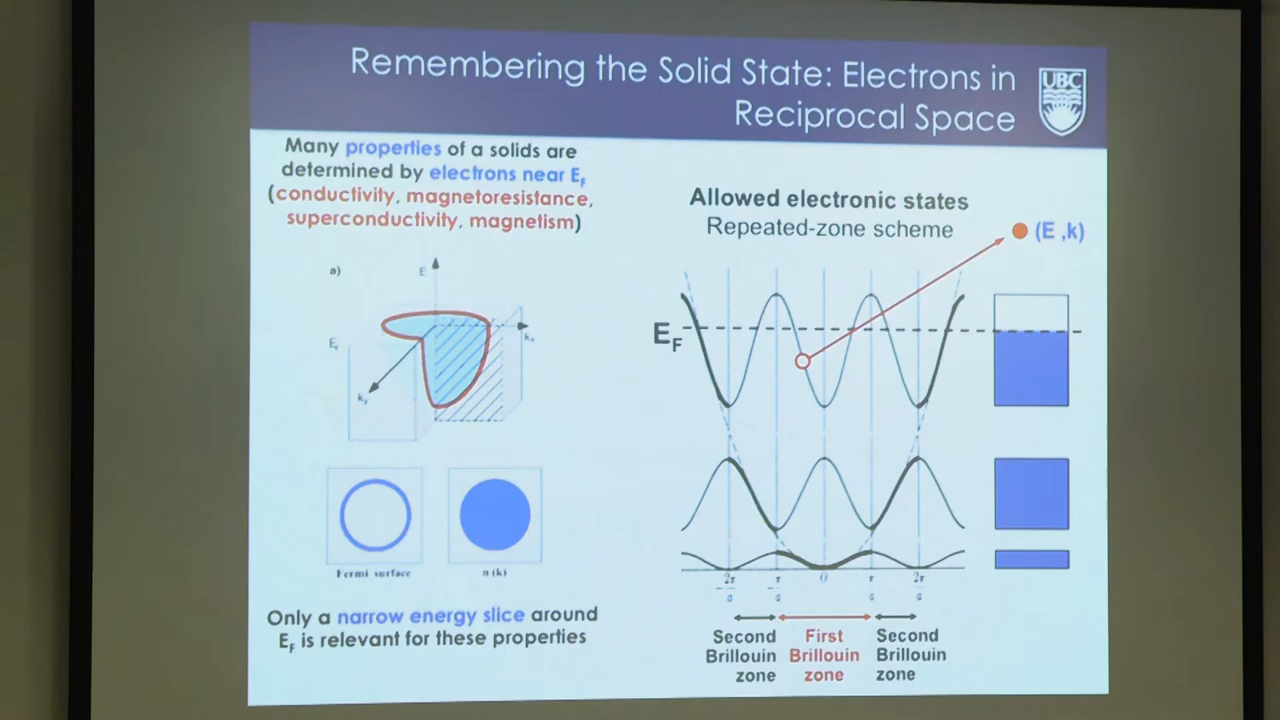 Remembering the Solid State: Electrons in
Reciprocal Space
UBC
Many properties of a solids are
determined by electrons near EF
(conductivity, magnetoresistance,
superconductivity, magnetism)
a)
E
EF
kx
ky
Fermi surface
n(k)
Only a narrow energy slice around
EF is relevant for these properties
Allowed electronic states
Repeated-zone scheme
(E ,k)
EF
-2π/a
-π/a
0
π/a
2π/a
Second
Brillouin
zone
First
Brillouin
zone
Second
Brillouin
zone